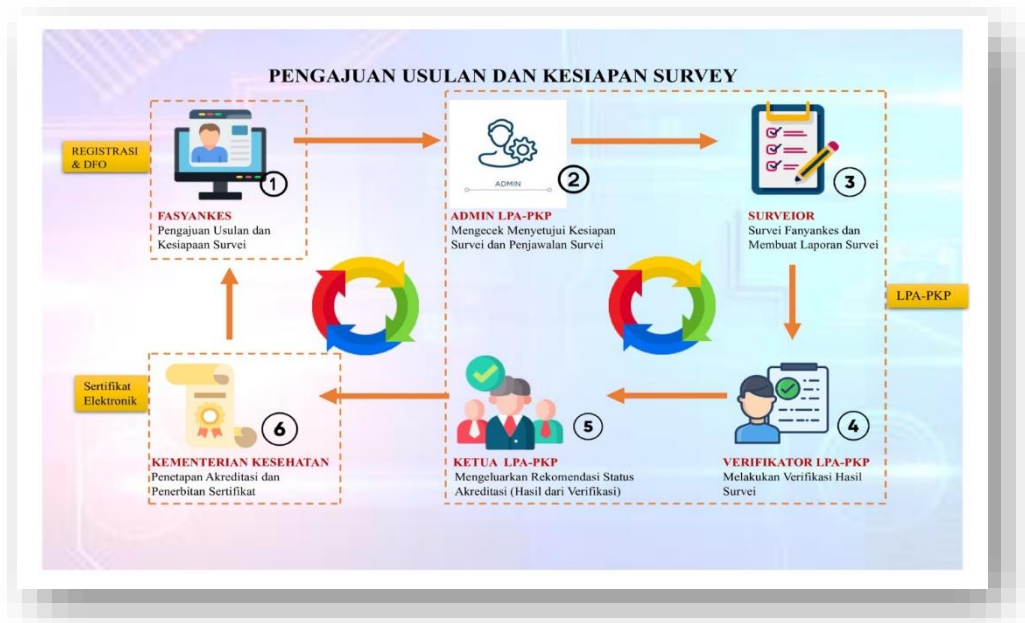 PENGAJUAN USULAN DAN KESIAPAN SURVEY
REGISTRASI
& DFO
1
FASYANKES
Pengajuan Usulan dan
Kesiapaan Survei
ADMIN
2
ADMIN LPA-PKP
Mengecek Menyetujui Kesiapan
Survei dan Penjawalan Survei
3
SURVEIOR
Survei Fanyankes dan
Membuat Laporan Survei
LPA-PKP
4
VERIFIKATOR LPA-PKP
Melakukan Verifikasi Hasil
Survei
5
KETUA LPA-PKP
Mengeluarkan Rekomendasi Status
Akreditasi (Hasil dari Verifikasi)
Sertifikat
Elektronik
6
KEMENTERIAN KESEHATAN
Penetapan Akreditasi dan
Penerbitan Sertifikat